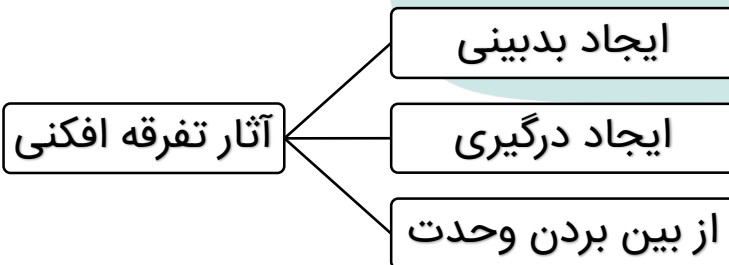 آثار تفرقه افکنی
ایجاد بدبینی
ایجاد درگیری
از بین بردن وحدت